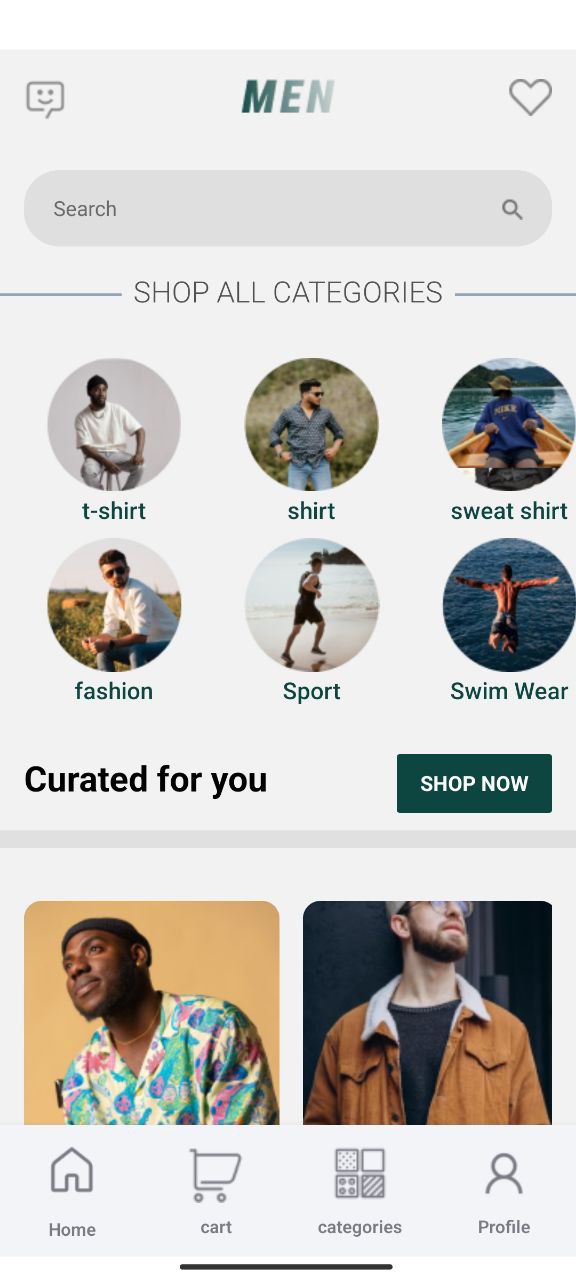 MEN
Search
SHOP ALL CATEGORIES
NIKE
t-shirt
shirt
sweat shirt
fashion
Sport
Swim Wear
Curated for you
SHOP NOW
Home
cart
categories
Profile